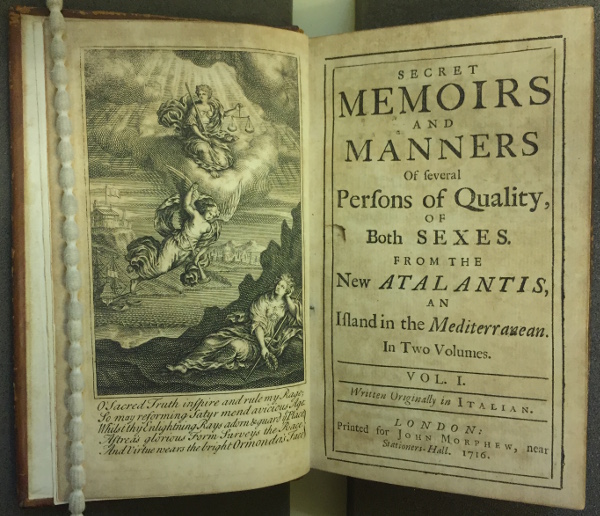 O Sacred Truth inspire and rule my Rage,
So may reforming Satyr mend a vicious Age,
Whilst thy Enlightning Rays adorn & guard
Astrea's glorious Form Surveys the
And Virtue wears the bright Ormonda's Face.
SECRET
MEMOIRS
AND
MANNERS
Of ſeveral
Perſons of Quality,
OF
Both SEXES.
FROM THE
New ATALANTIS,
AN
Iſland in the Mediterranean.
In Two Volumes.
VOL. I.
Written Originally in ITALIAN.
LONDON:
Printed for JOHN MORPHEW, near
Stationers-Hall. 1716.